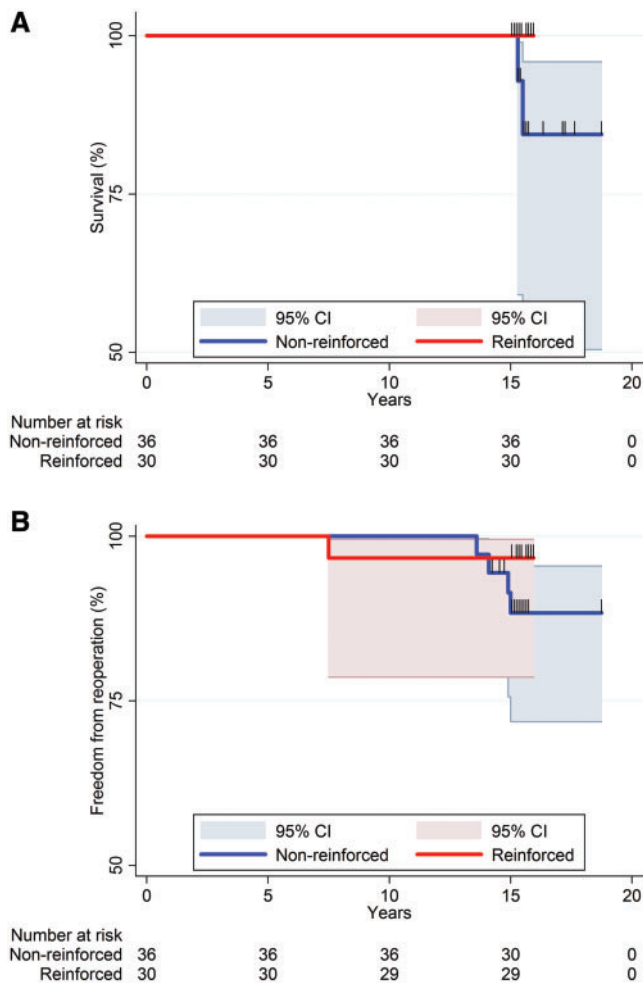 A
100
75
50
Survival (%)
95% CI 95% CI
Non-reinforced Reinforced
0 5 10 15 20
Years
Number at risk
Non-reinforced 36 36 36 36 0
Reinforced 30 30 30 30 0
B
100
75
50
Freedom from reoperation (%)
95% CI 95% CI
Non-reinforced Reinforced
0 5 10 15 20
Years
Number at risk
Non-reinforced 36 36 36 30 0
Reinforced 30 30 29 29 0